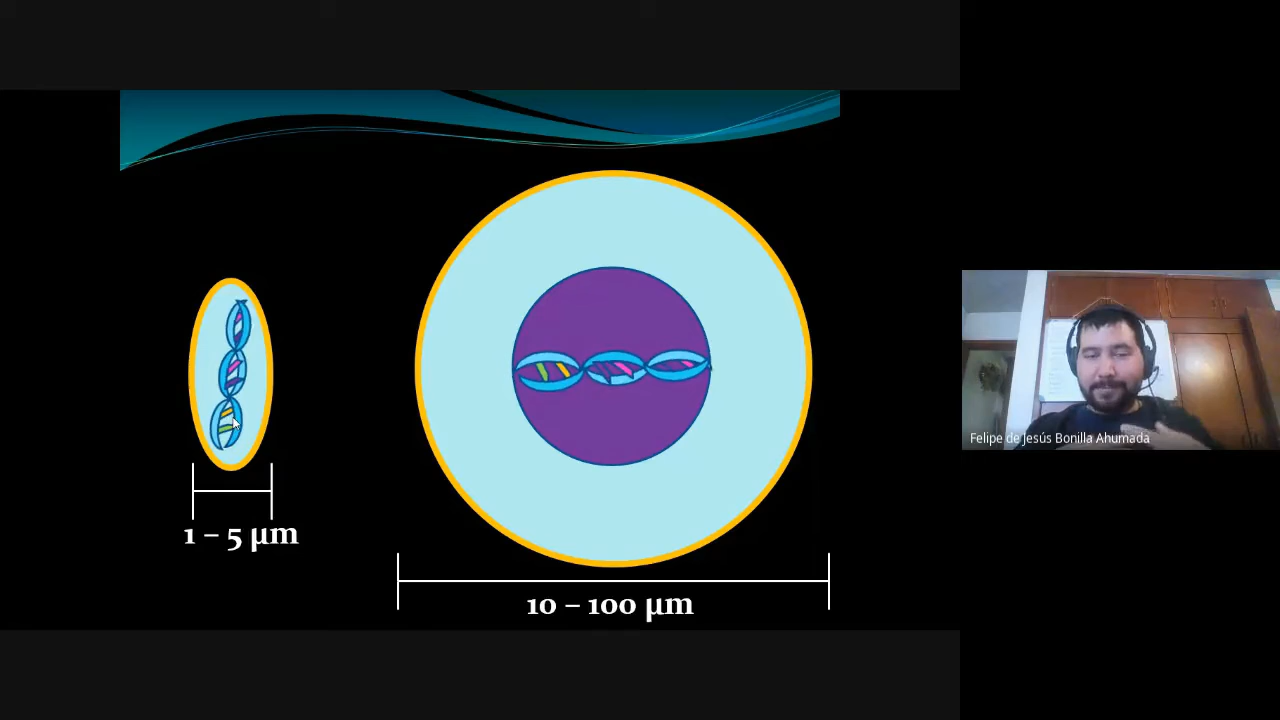 1 – 5 µm
10 – 100 µm
Felipe de Jesús Bonilla Ahumada